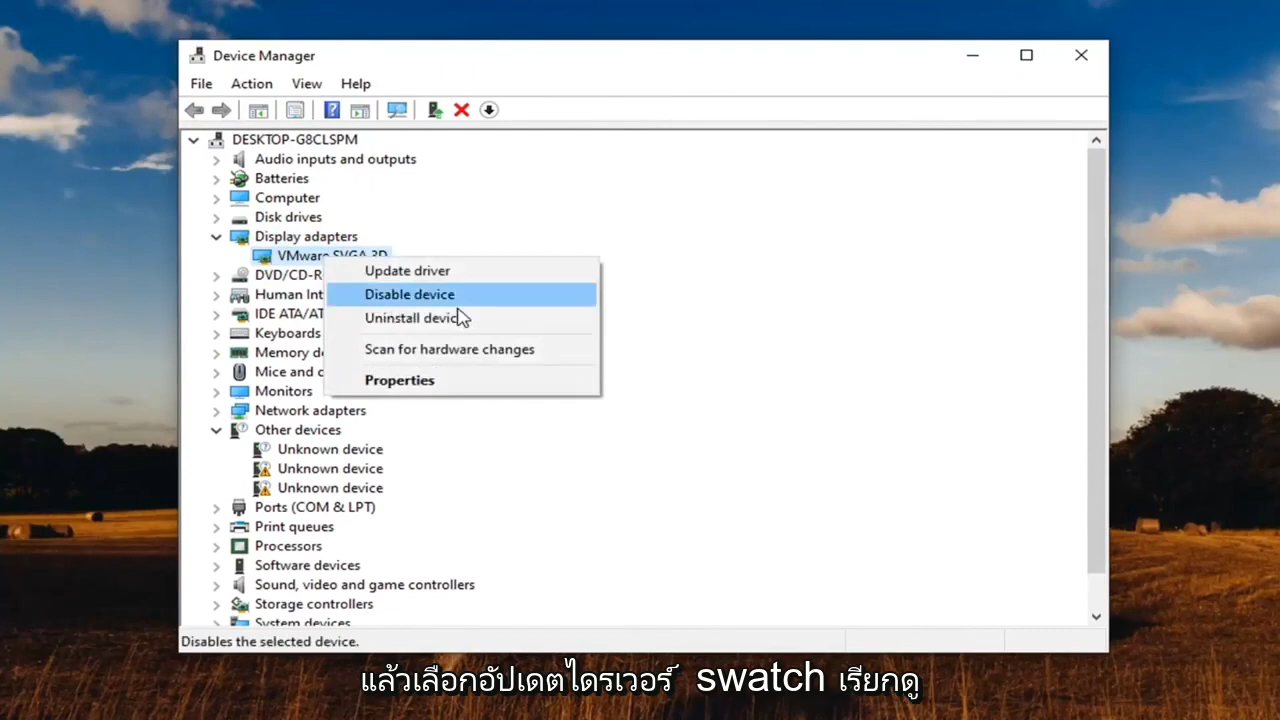 Device Manager
File Action View Help
DESKTOP-G8CLSPM
Audio inputs and outputs
Batteries
Computer
Disk drives
Display adapters
VMware SVGA 3D
DVD/CD-R
Human Int
IDE ATA/AT
Keyboards
Memory de
Mice and
Monitors
Network adapters
Other devices
Unknown device
Unknown device
Unknown device
Ports (COM & LPT)
Print queues
Processors
Software devices
Sound, video and game controllers
Storage controllers
System devices
Update driver
Disable device
Uninstall device
Scan for hardware changes
Properties
Disables the selected device.
แล้วเลือกอัปเดตไดรเวอร์ swatch เรียกดู